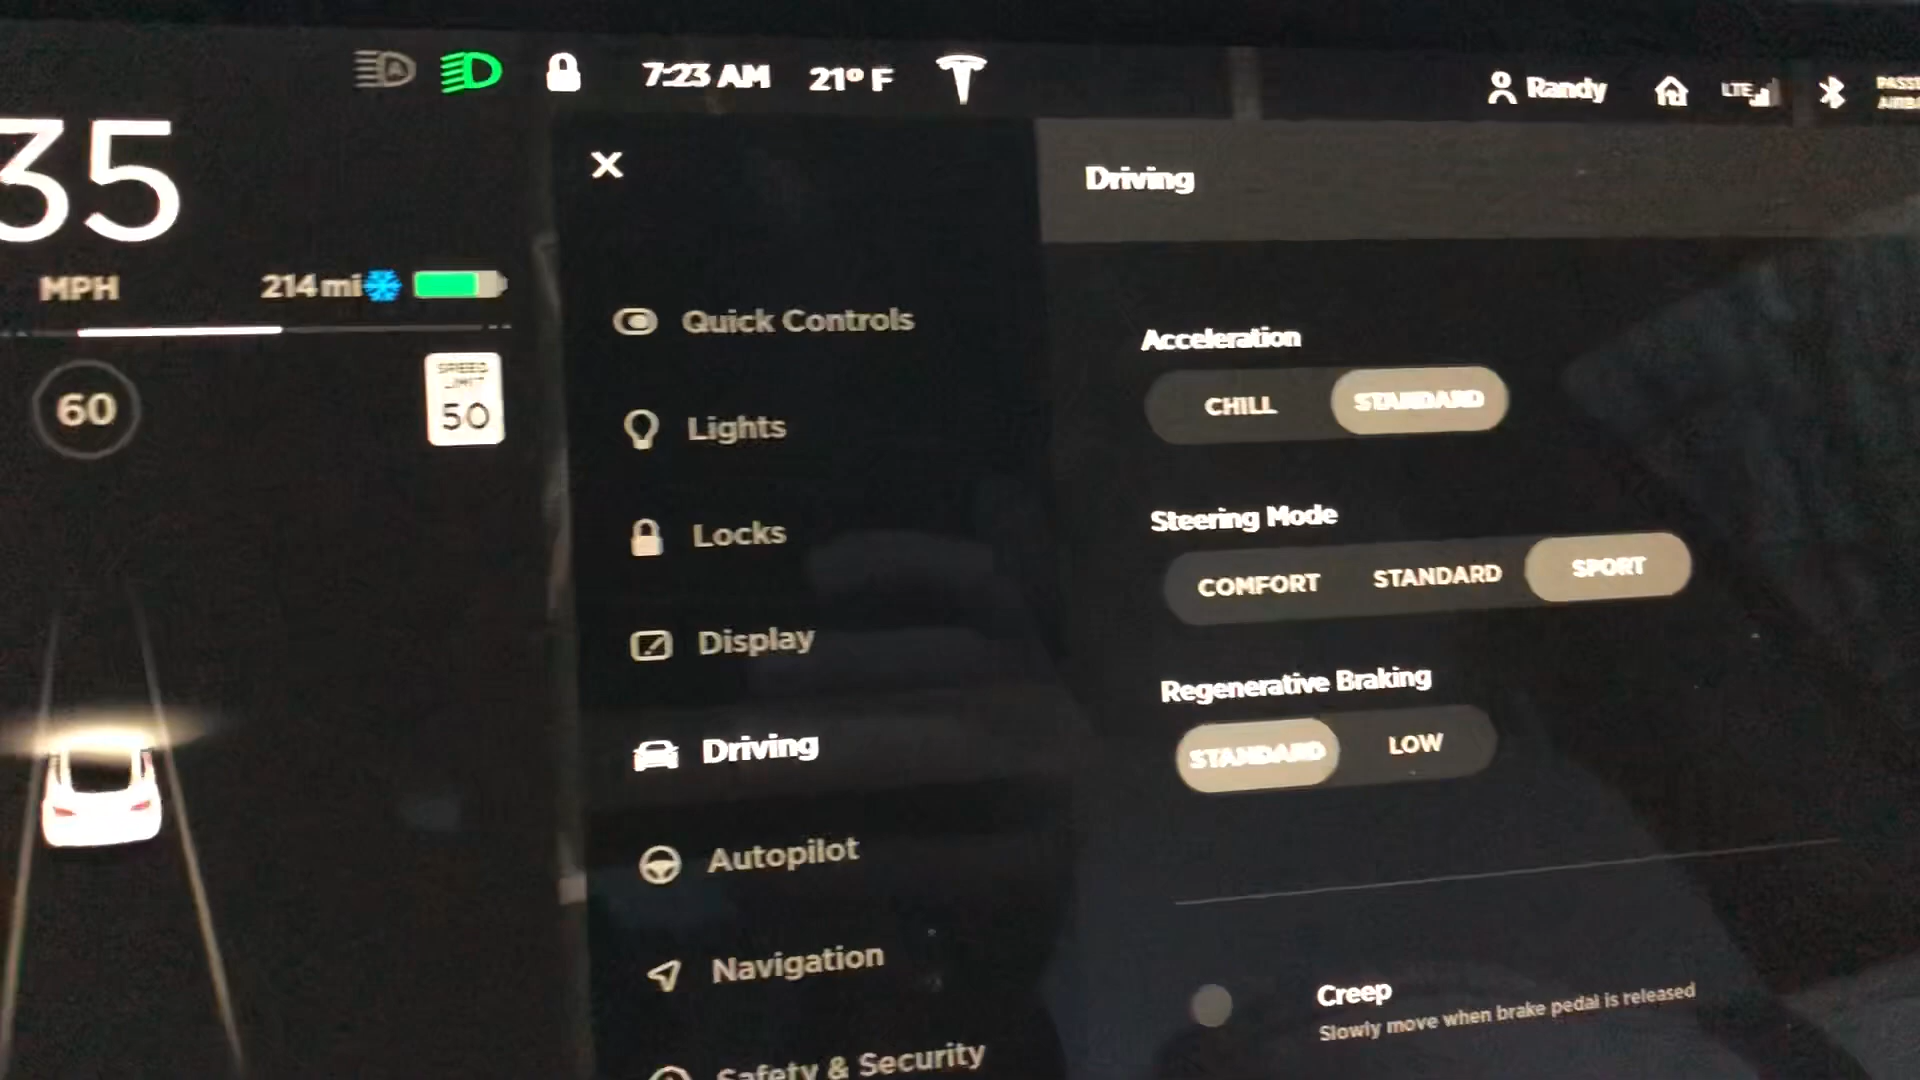 7:23 AM 21° F Randy LTE
35
MPH 214 mi
60 SPEED LIMIT 50
Driving
Quick Controls
Lights
Locks
Display
Driving
Autopilot
Navigation
Safety & Security
Acceleration
CHILL STANDARD
Steering Mode
COMFORT STANDARD SPORT
Regenerative Braking
STANDARD LOW
Creep
Slowly move when brake pedal is released